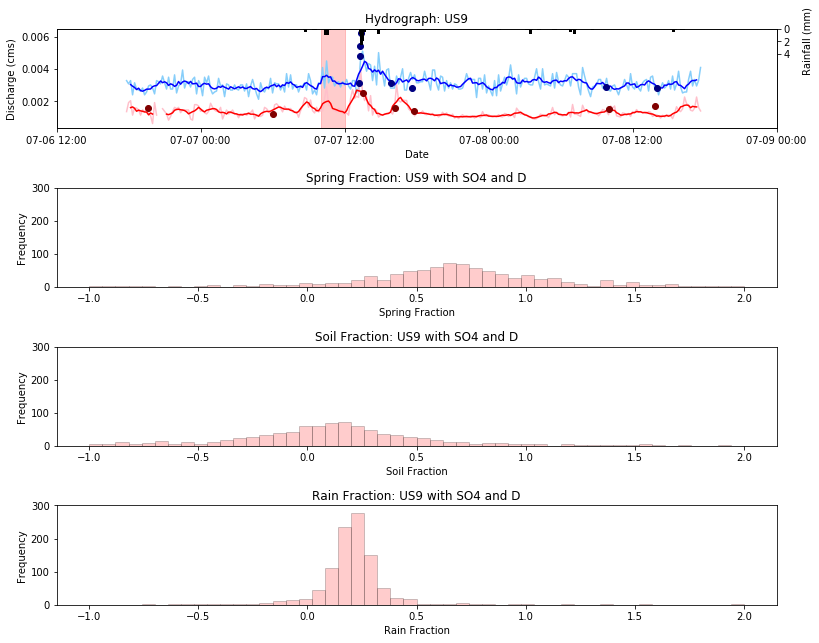 Hydrograph: US9
Discharge (cms)
0.006
0.004
0.002
0
2
4
Rainfall (mm)
07-06 12:00 07-07 00:00 07-07 12:00 07-08 00:00 07-08 12:00 07-09 00:00
Date
Spring Fraction: US9 with SO4 and D
Frequency
300
200
100
0
−1.0 −0.5 0.0 0.5 1.0 1.5 2.0
Spring Fraction
Soil Fraction: US9 with SO4 and D
Frequency
300
200
100
0
−1.0 −0.5 0.0 0.5 1.0 1.5 2.0
Soil Fraction
Rain Fraction: US9 with SO4 and D
Frequency
300
200
100
0
−1.0 −0.5 0.0 0.5 1.0 1.5 2.0
Rain Fraction